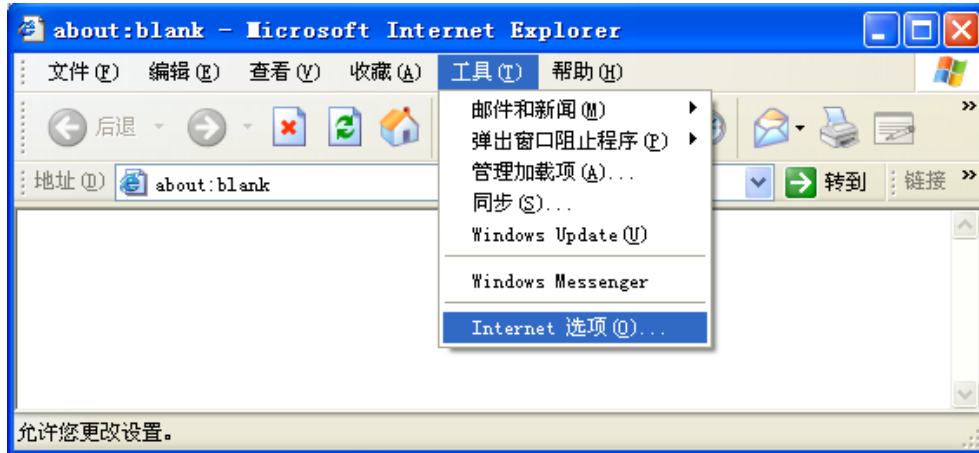 about:blank - Microsoft Internet Explorer
文件(F) 编辑(E) 查看(V) 收藏(A) 工具(T) 帮助(H)
后退
邮件和新闻(M)
弹出窗口阻止程序(P)
管理加载项(A)...
同步(S)...
Windows Update(U)
Windows Messenger
Internet 选项(O)...
地址(D) about:blank 转到 链接
允许您更改设置。